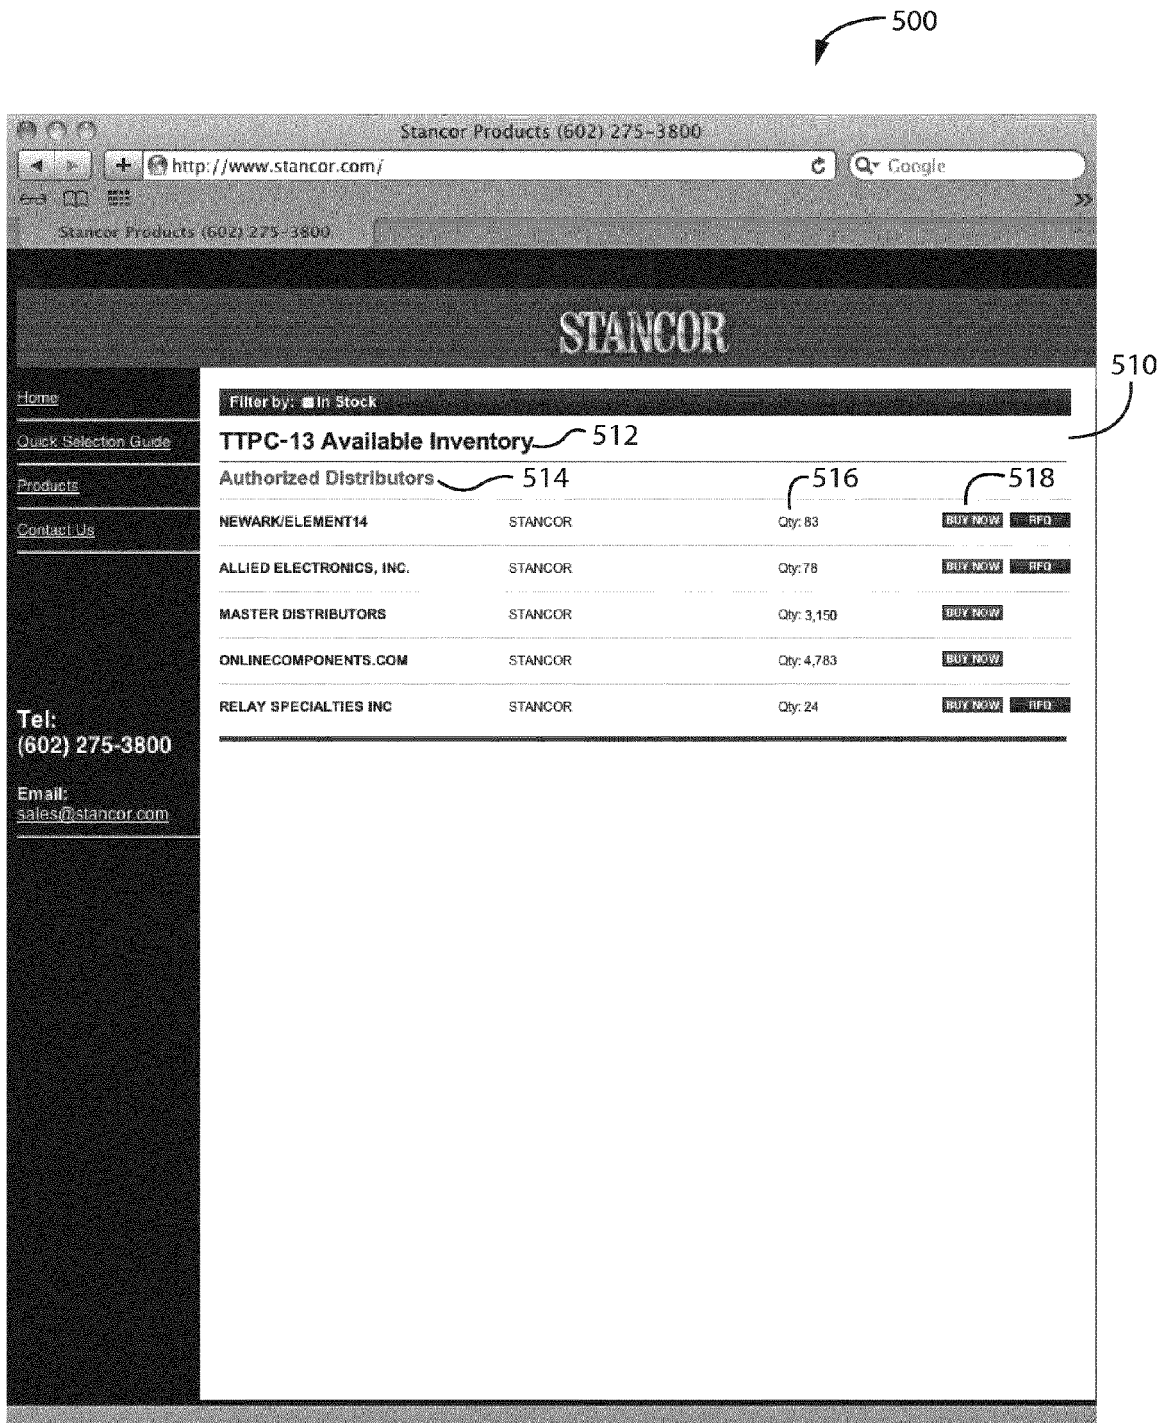 500
Stancor Products (602) 275-3800
http://www.stancor.com/
Google
Stancor Products (602) 275-3800
STANCOR
510
Home
Quick Selection Guide
Products
Contact Us
Tel:
(602) 275-3800
Email:
sales@stancor.com
Filter by: In Stock
TTPC-13 Available Inventory 512
Authorized Distributors 514 516 518
NEWARK/ELEMENT14 STANCOR Qty: 83 BUY NOW RFQ
ALLIED ELECTRONICS, INC. STANCOR Qty: 78 BUY NOW RFQ
MASTER DISTRIBUTORS STANCOR Qty: 3,150 BUY NOW
ONLINECOMPONENTS.COM STANCOR Qty: 4,783 BUY NOW
RELAY SPECIALTIES INC STANCOR Qty: 24 BUY NOW RFQ